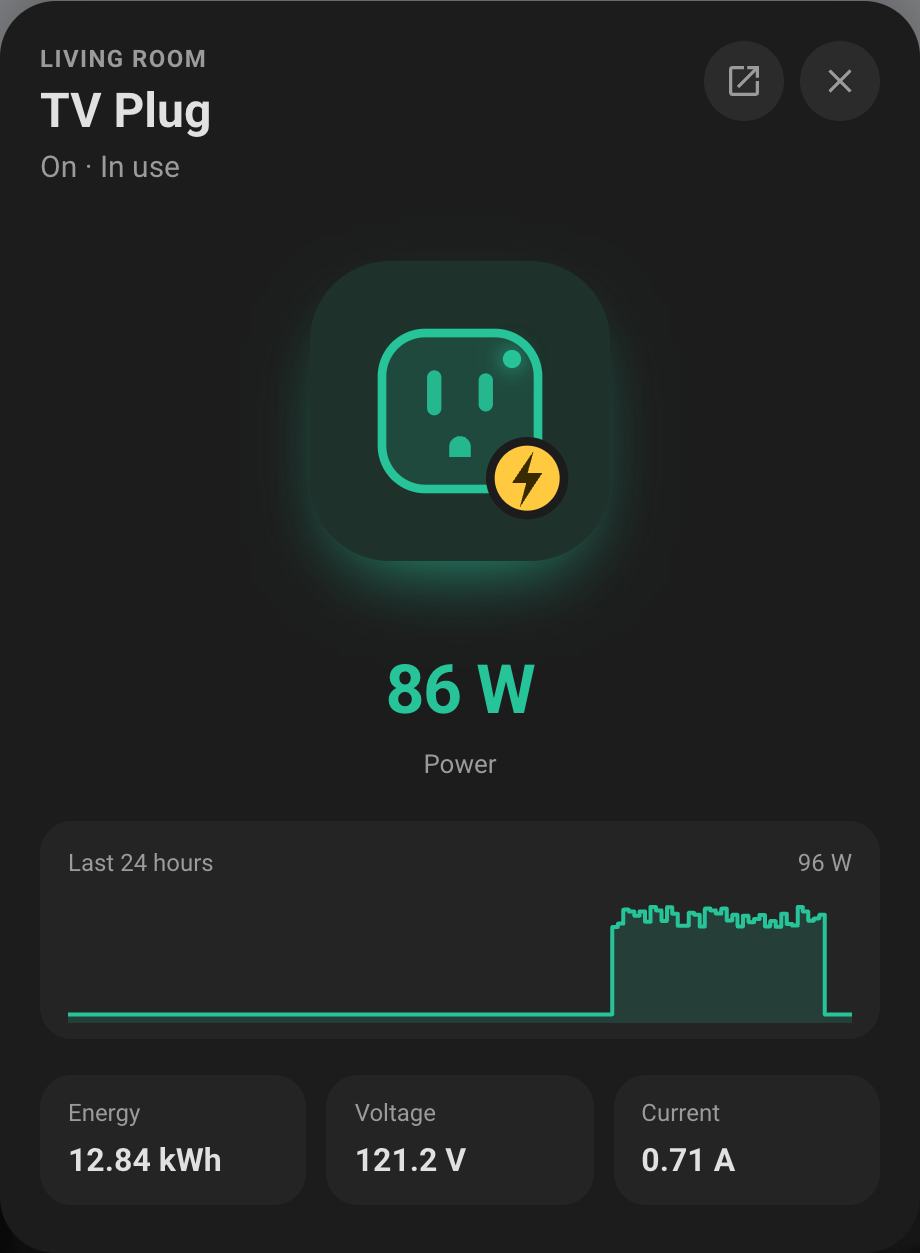 LIVING ROOM
TV Plug
On · In use
86 W
Power
Last 24 hours
96 W
Energy
12.84 kWh
Voltage
121.2 V
Current
0.71 A